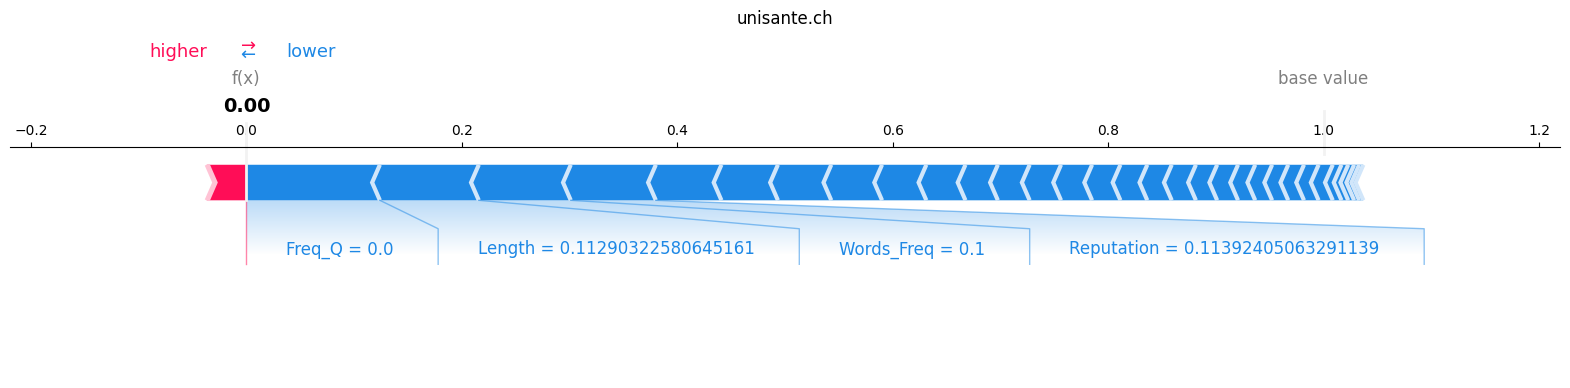 unisante.ch
higher ⇄ lower
f(x) base value
0.00
−0.2 0.0 0.2 0.4 0.6 0.8 1.0 1.2
Freq_Q = 0.0 Length = 0.11290322580645161 Words_Freq = 0.1 Reputation = 0.11392405063291139